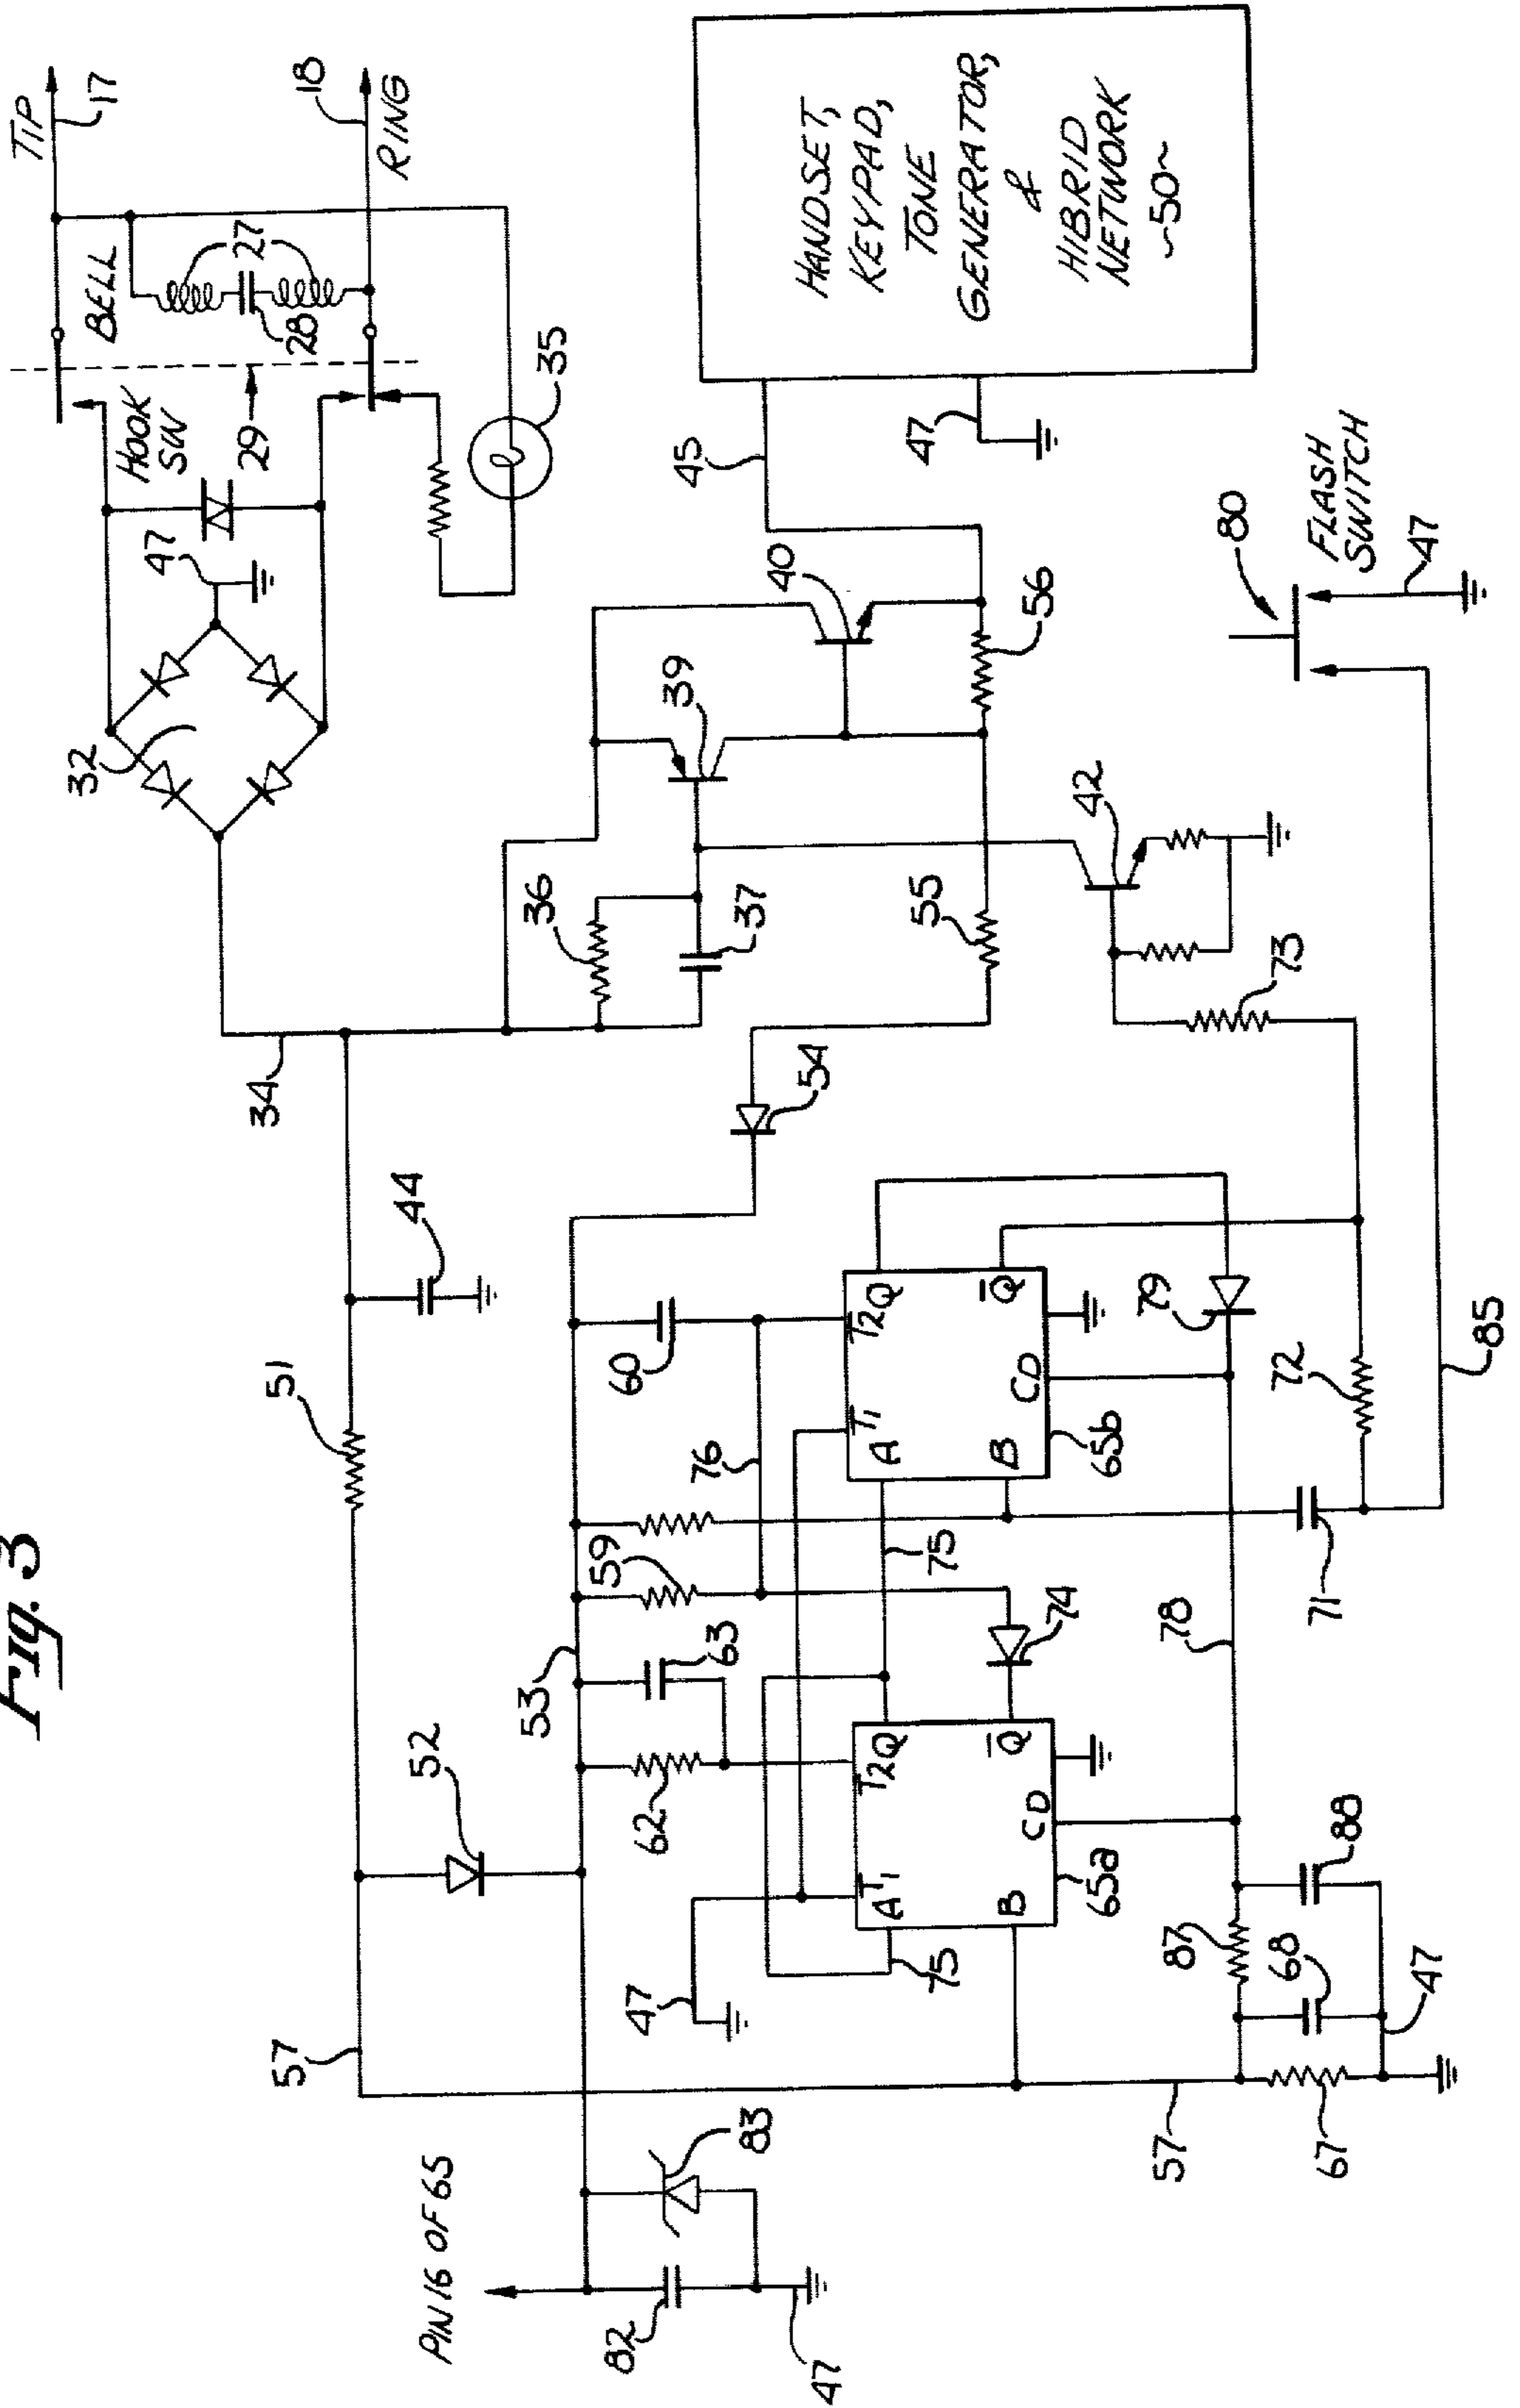 Fig. 3
TIP
17
18
RING
BELL
27
28
HOOK
SW
29
35
47
32
34
36
37
39
40
56
45
47
HANDSET,
KEYPAD,
TONE
GENERATOR,
&
HIBRID
NETWORK
~50~
42
55
73
54
80
FLASH
SWITCH
47
85
44
51
60
T2 Q
Q
T1
A
B
CD
65b
79
72
76
75
59
71
74
78
53
63
62
52
T2 Q
Q
T1
A
B
CD
65a
75
47
57
87
88
68
47
67
57
PIN 16 OF 65
83
82
47